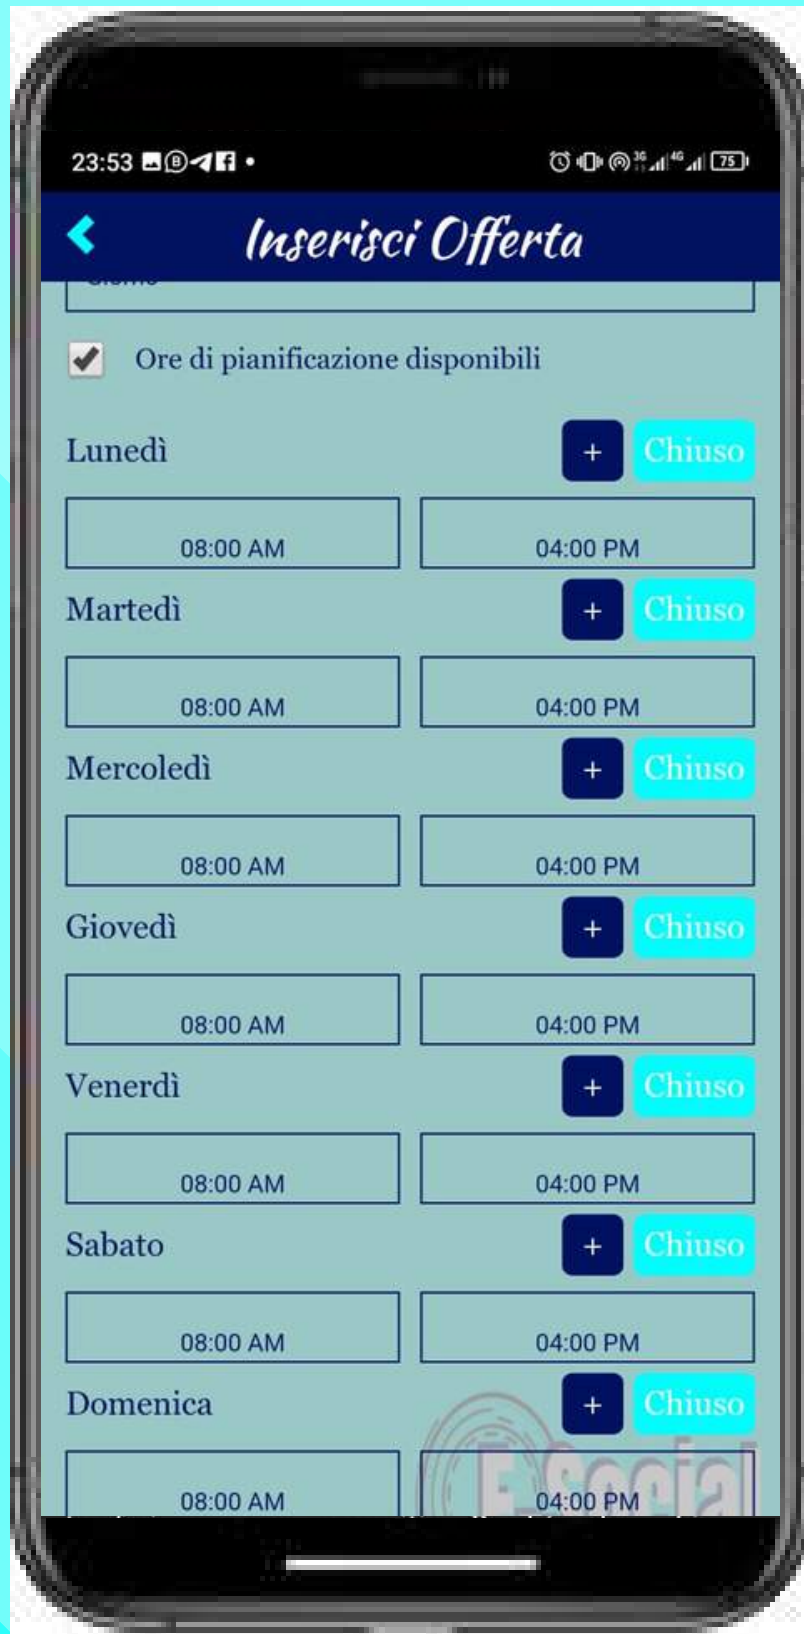 23:53
3G 4G 75
Inserisci Offerta
Ore di pianificazione disponibili
Lunedì + Chiuso
08:00 AM 04:00 PM
Martedì + Chiuso
08:00 AM 04:00 PM
Mercoledì + Chiuso
08:00 AM 04:00 PM
Giovedì + Chiuso
08:00 AM 04:00 PM
Venerdì + Chiuso
08:00 AM 04:00 PM
Sabato + Chiuso
08:00 AM 04:00 PM
Domenica + Chiuso
E-Social
08:00 AM 04:00 PM